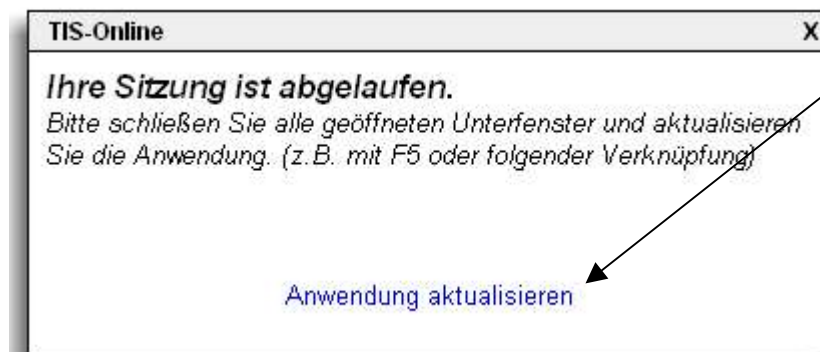 TIS-Online X
Ihre Sitzung ist abgelaufen.
Bitte schließen Sie alle geöffneten Unterfenster und aktualisieren
Sie die Anwendung. (z.B. mit F5 oder folgender Verknüpfung)
Anwendung aktualisieren